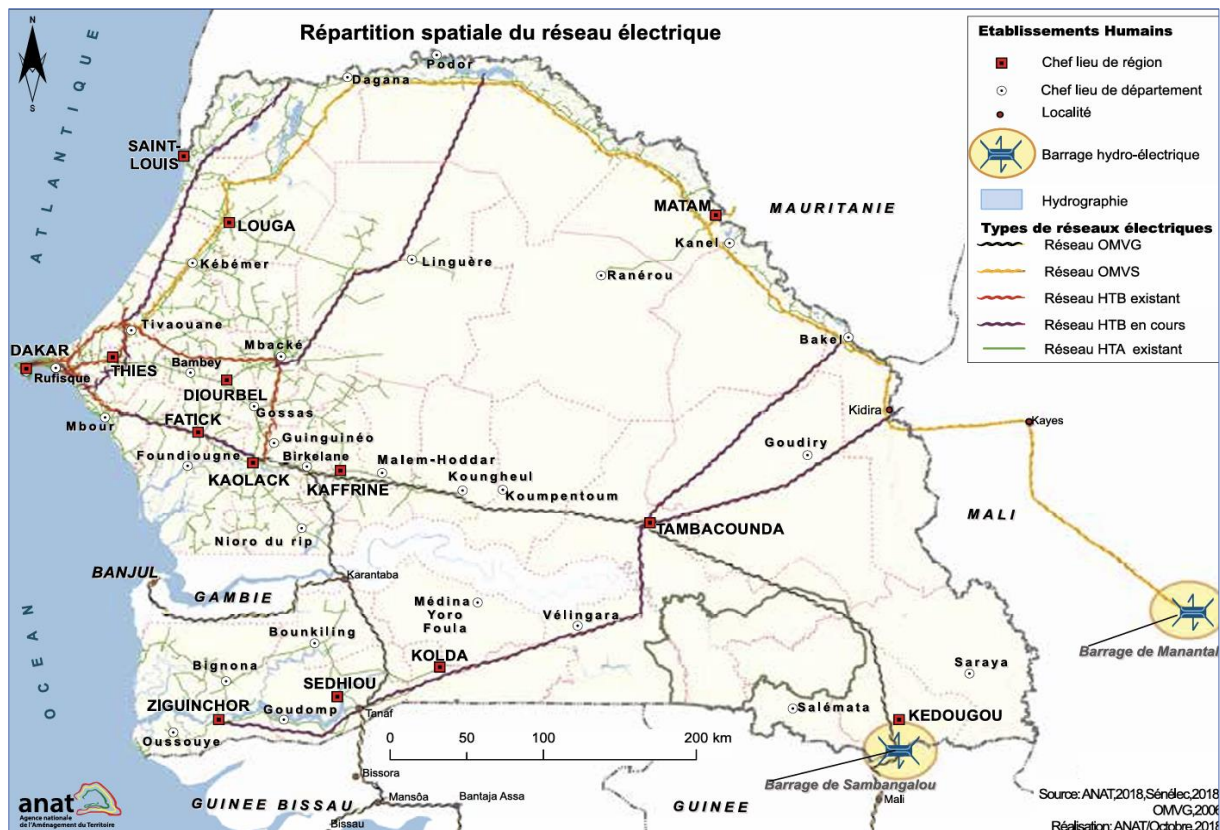 Répartition spatiale du réseau électrique
N
S
Etablissements Humains
Chef lieu de région
Chef lieu de département
Localité
Barrage hydro-électrique
Hydrographie
Types de réseaux électriques
Réseau OMVG
Réseau OMVS
Réseau HTB existant
Réseau HTB en cours
Réseau HTA existant
Podor
Dagana
ATLANTIQUE
SAINT-
LOUIS
MATAM
MAURITANIE
LOUGA
Kanel
Kébémer
Linguère
Ranérou
Tivaouane
Bakel
DAKAR
Mbacké
Rufisque
THIES
Bambey
DIOURBEL
Gossas
Mbour
FATICK
Kidira
Kayes
Guinguinéo
Goudiry
Foundiougne
Birkelane
Malem-Hoddar
KAOLACK
KAFFRINE
Koungheul
Koumpentoum
MALI
TAMBACOUNDA
Nioro du rip
BANJUL
Karantaba
GAMBIE
Médina
Yoro
Foula
Vélingara
OCEAN
Bounkiling
Barrage de Manantal
Bignona
KOLDA
Saraya
SEDHIOU
ZIGUINCHOR
Goudomp
Tanaf
Salémata
KEDOUGOU
Oussouye
0 50 100 200 km
Barrage de Sambangalou
Bissora
anat
Agence nationale
de l'Aménagement du Territoire
GUINEE BISSAU
Mansôa
Bantaja Assa
GUINEE
Mali
Bissau
Source: ANAT,2018,Sénélec,2018
OMVG,2006
Réalisation: ANAT/Octobre,2018